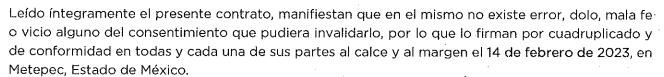 Leído íntegramente el presente contrato, manifiestan que en el mismo no existe error, dolo, mala fe
o vicio alguno del consentimiento que pudiera invalidarlo, por lo que lo firman por cuadruplicado y
de conformidad en todas y cada una de sus partes al calce y al margen el 14 de febrero de 2023, en
Metepec, Estado de México.